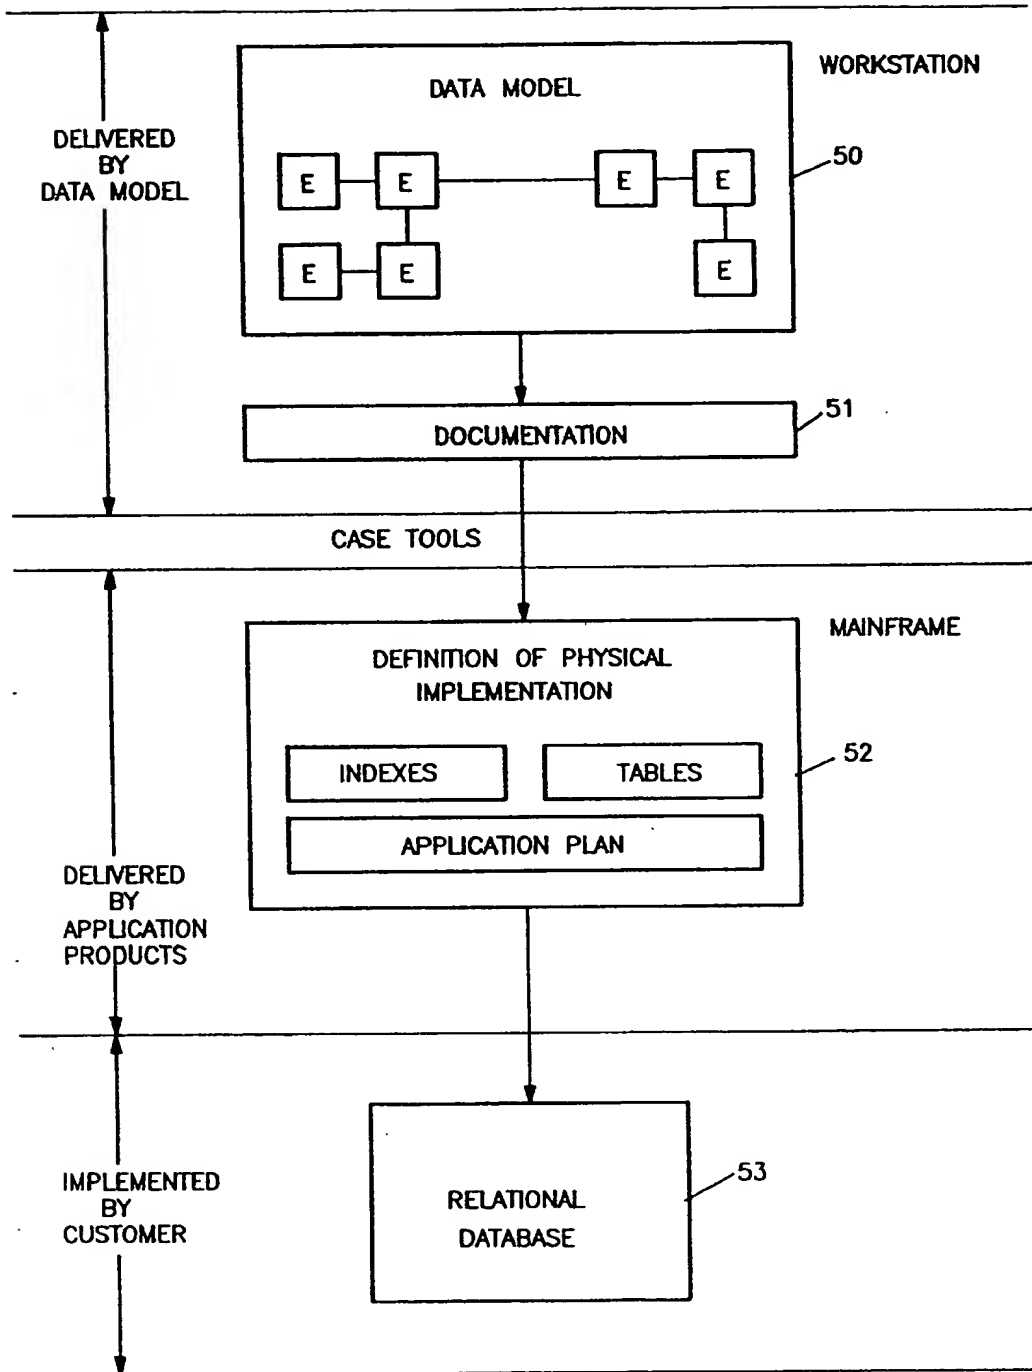 WORKSTATION
DATA MODEL
DELIVERED
BY
DATA MODEL
50
E E E E
E E E
51
DOCUMENTATION
CASE TOOLS
MAINFRAME
DEFINITION OF PHYSICAL
IMPLEMENTATION
52
INDEXES TABLES
APPLICATION PLAN
DELIVERED
BY
APPLICATION
PRODUCTS
53
IMPLEMENTED
BY
CUSTOMER
RELATIONAL
DATABASE